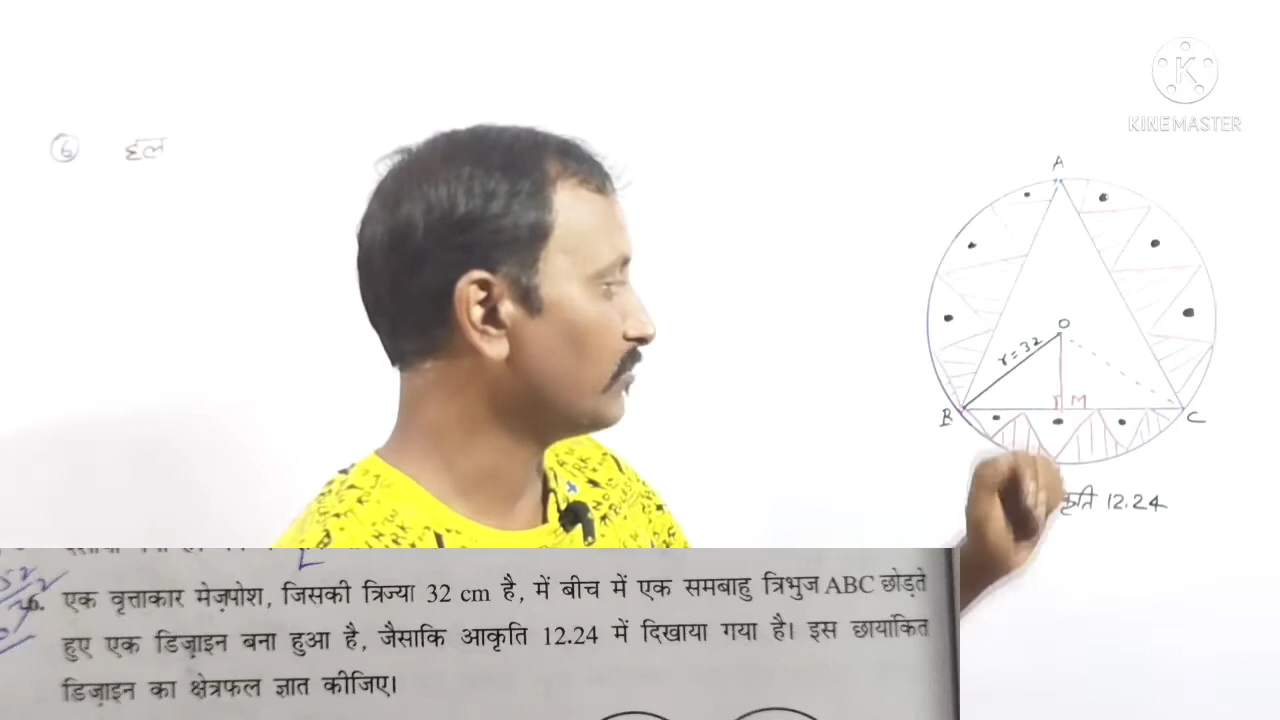 KINEMASTER
6 हल
A
O
r = 32
B
M
C
कृति 12.24
6. एक वृत्ताकार मेज़पोश, जिसकी त्रिज्या 32 cm है, में बीच में एक समबाहु त्रिभुज ABC छोड़ते
हुए एक डिज़ाइन बना हुआ है, जैसाकि आकृति 12.24 में दिखाया गया है। इस छायांकित
डिज़ाइन का क्षेत्रफल ज्ञात कीजिए।